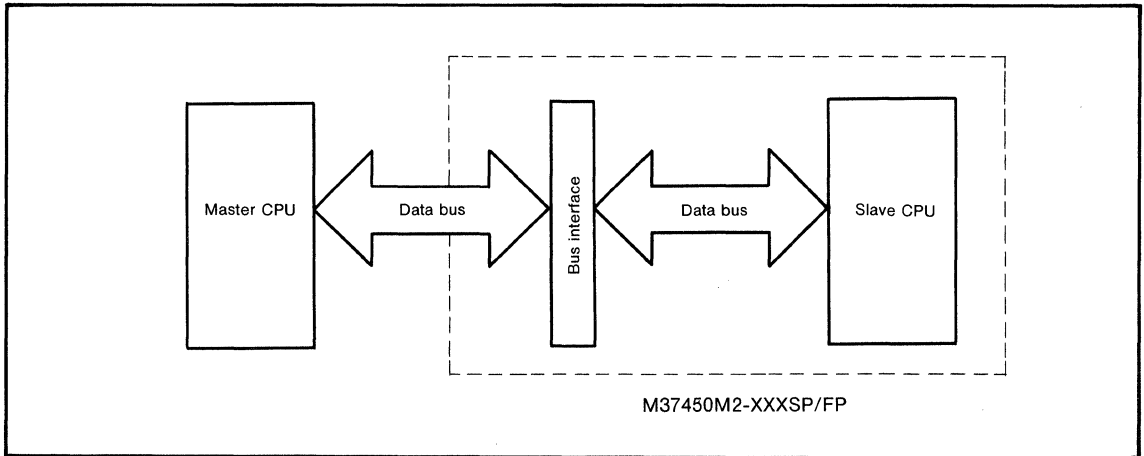 Master CPU
Data bus
Bus interface
Data bus
Slave CPU
M37450M2-XXXSP/FP